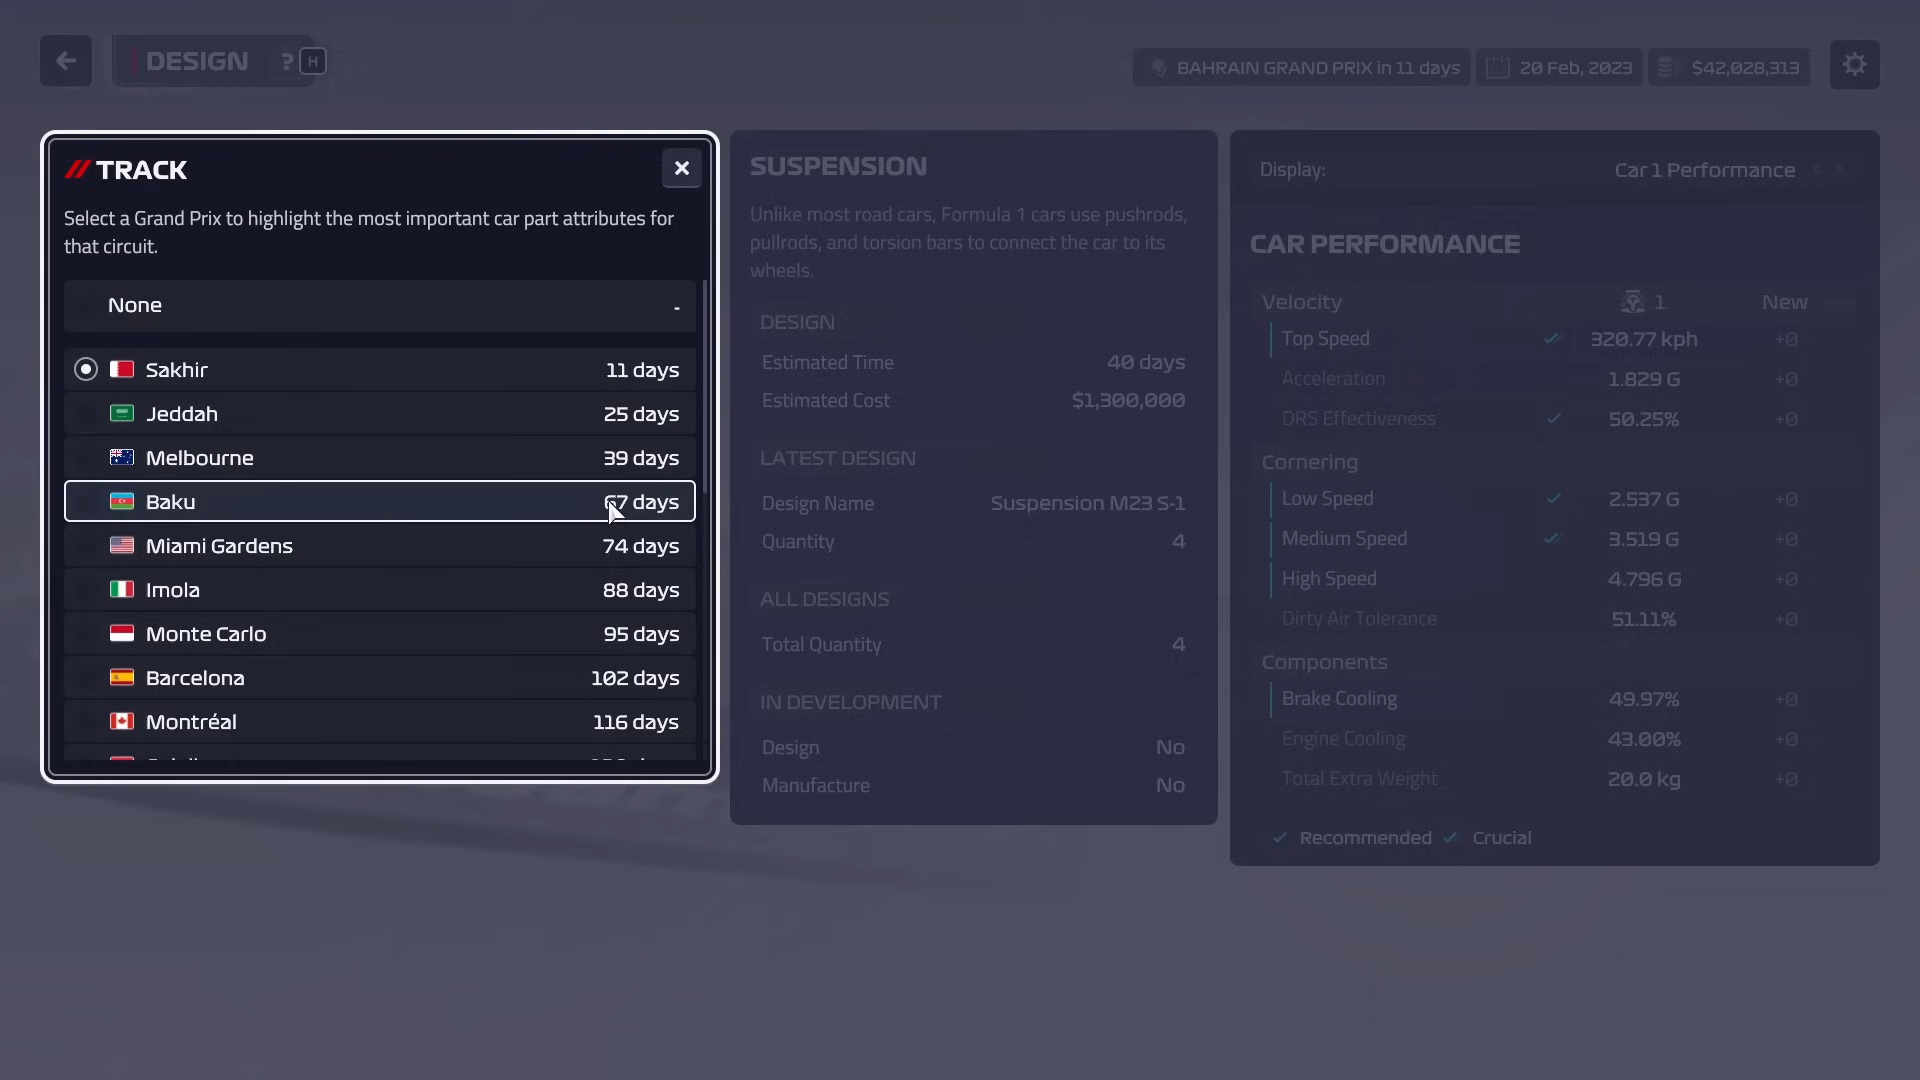 DESIGN ? H
BAHRAIN GRAND PRIX in 11 days 20 Feb, 2023 $42,028,313
TRACK
Select a Grand Prix to highlight the most important car part attributes for
that circuit.
None -
Sakhir 11 days
Jeddah 25 days
Melbourne 39 days
Baku 67 days
Miami Gardens 74 days
Imola 88 days
Monte Carlo 95 days
Barcelona 102 days
Montréal 116 days
SUSPENSION
Unlike most road cars, Formula 1 cars use pushrods,
pullrods, and torsion bars to connect the car to its
wheels.
DESIGN
Estimated Time 40 days
Estimated Cost $1,300,000
LATEST DESIGN
Design Name Suspension M23 S-1
Quantity 4
ALL DESIGNS
Total Quantity 4
IN DEVELOPMENT
Design No
Manufacture No
Display: Car 1 Performance
CAR PERFORMANCE
Velocity 1 New
Top Speed 320.77 kph +0
Acceleration 1.829 G +0
DRS Effectiveness 50.25% +0
Cornering
Low Speed 2.537 G +0
Medium Speed 3.519 G +0
High Speed 4.796 G +0
Dirty Air Tolerance 51.11% +0
Components
Brake Cooling 49.97% +0
Engine Cooling 43.00% +0
Total Extra Weight 20.0 kg +0
Recommended Crucial